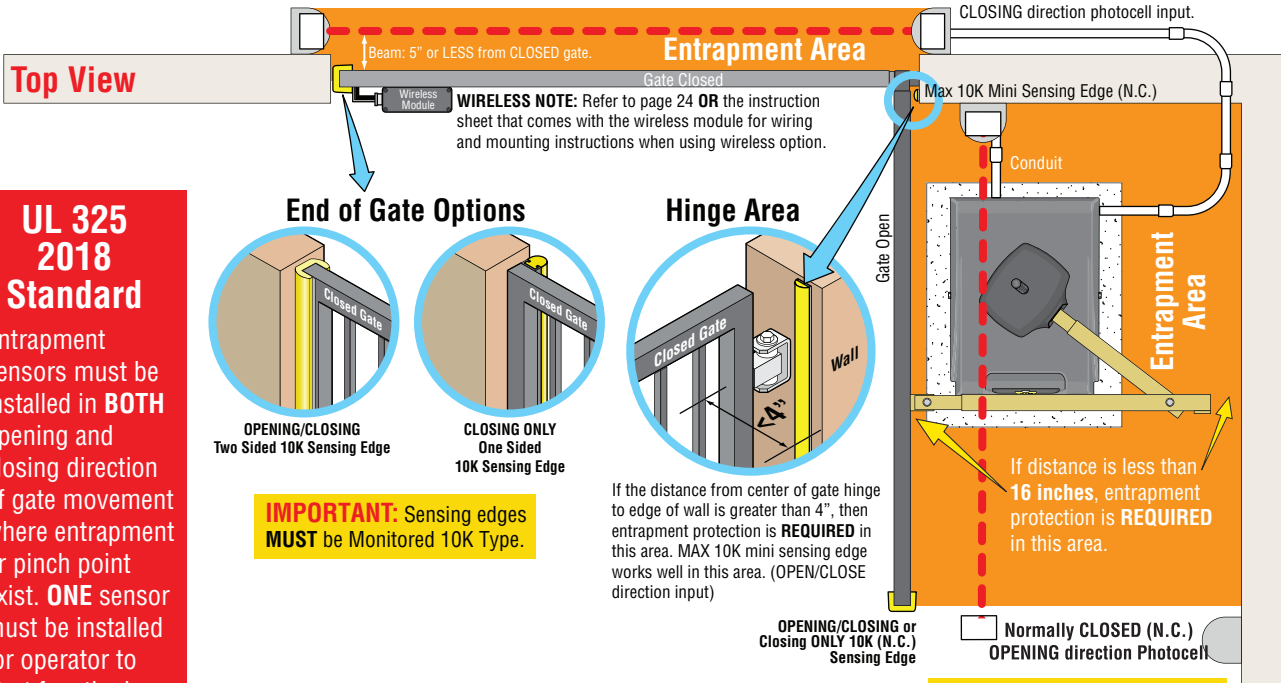 CLOSING direction photocell input.
Beam: 5" or LESS from CLOSED gate.
Entrapment Area
Top View
Gate Closed
Wireless
Module
WIRELESS NOTE: Refer to page 24 OR the instruction
sheet that comes with the wireless module for wiring
and mounting instructions when using wireless option.
Max 10K Mini Sensing Edge (N.C.)
Conduit
UL 325
2018
Standard
ntrapment
ensors must be
nstalled in BOTH
pening and
losing direction
f gate movement
where entrapment
r pinch point
xist. ONE sensor
must be installed
or operator to
End of Gate Options
Closed Gate
OPENING/CLOSING
Two Sided 10K Sensing Edge
Closed Gate
CLOSING ONLY
One Sided
10K Sensing Edge
IMPORTANT: Sensing edges
MUST be Monitored 10K Type.
Hinge Area
Closed Gate
Wall
<4"
If the distance from center of gate hinge
to edge of wall is greater than 4”, then
entrapment protection is REQUIRED in
this area. MAX 10K mini sensing edge
works well in this area. (OPEN/CLOSE
direction input)
Gate Open
Entrapment
Area
If distance is less than
16 inches, entrapment
protection is REQUIRED
in this area.
OPENING/CLOSING or
Closing ONLY 10K (N.C.)
Sensing Edge
Normally CLOSED (N.C.)
OPENING direction Photocell